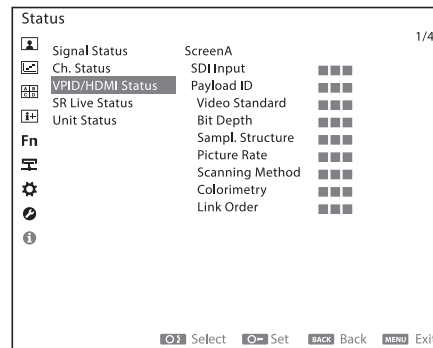 Status
1/4
Signal Status
Ch. Status
VPID/HDMI Status
SR Live Status
Unit Status
Fn
ScreenA
SDI Input ■■■
Payload ID ■■■
Video Standard ■■■
Bit Depth ■■■
Sampl. Structure ■■■
Picture Rate ■■■
Scanning Method ■■■
Colorimetry ■■■
Link Order ■■■
Select Set BACK Back MENU Exit